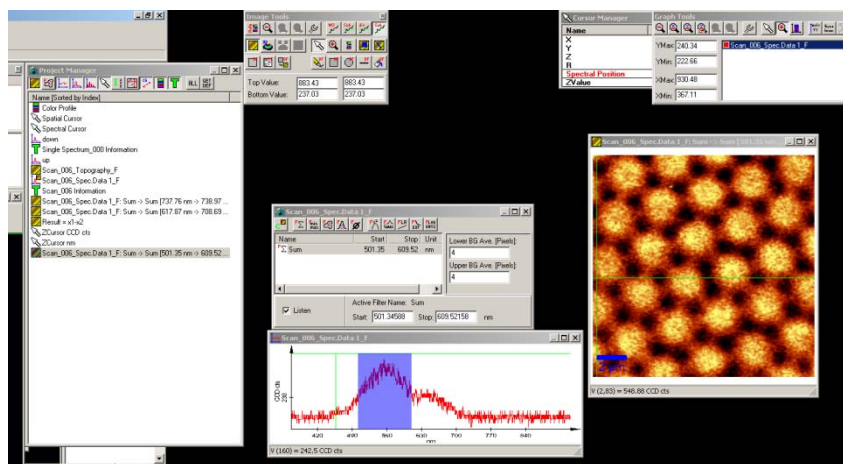 Image Tools
Top Value: 883.43 883.43
Bottom Value: 237.03 237.03
Cursor Manager
Name
X
Y
Z
R
Spectral Position
ZValue
Graph Tools
YMax: 240.34
YMin: 222.66
XMax: 930.48
XMin: 367.11
Scan_006_Spec.Data 1_F
Project Manager
ALL
Name [Sorted by Index]
Color Profile
Spatial Cursor
Spectral Cursor
down
Single Spectrum_000 Information
up
Scan_006_Topography_F
Scan_006_Spec.Data 1_F
Scan_006 Information
Scan_006_Spec.Data 1_F: Sum -> Sum [737.76 nm -> 738.97 ...
Scan_006_Spec.Data 1_F: Sum -> Sum [617.87 nm -> 708.69 ...
Result = x1-x2
ZCursor CCD cts
ZCursor nm
Scan_006_Spec.Data 1_F: Sum -> Sum [501.35 nm -> 609.52 ...
Scan_006_Spec.Data 1_F
Name Start Stop Unit
Sum 501.35 609.52 nm
Lower BG Ave. [Pixels]:
4
Upper BG Ave. [Pixels]:
4
Listen
Active Filter Name: Sum
Start: 501.34588 Stop: 609.52158 nm
Scan_006_Spec.Data 1_F
CCD cts
230
420 490 560 630 700 770 840
nm
V (160) = 242.5 CCD cts
Scan_006_Spec.Data 1_F: Sum -> Sum
V (2,83) = 548.88 CCD cts